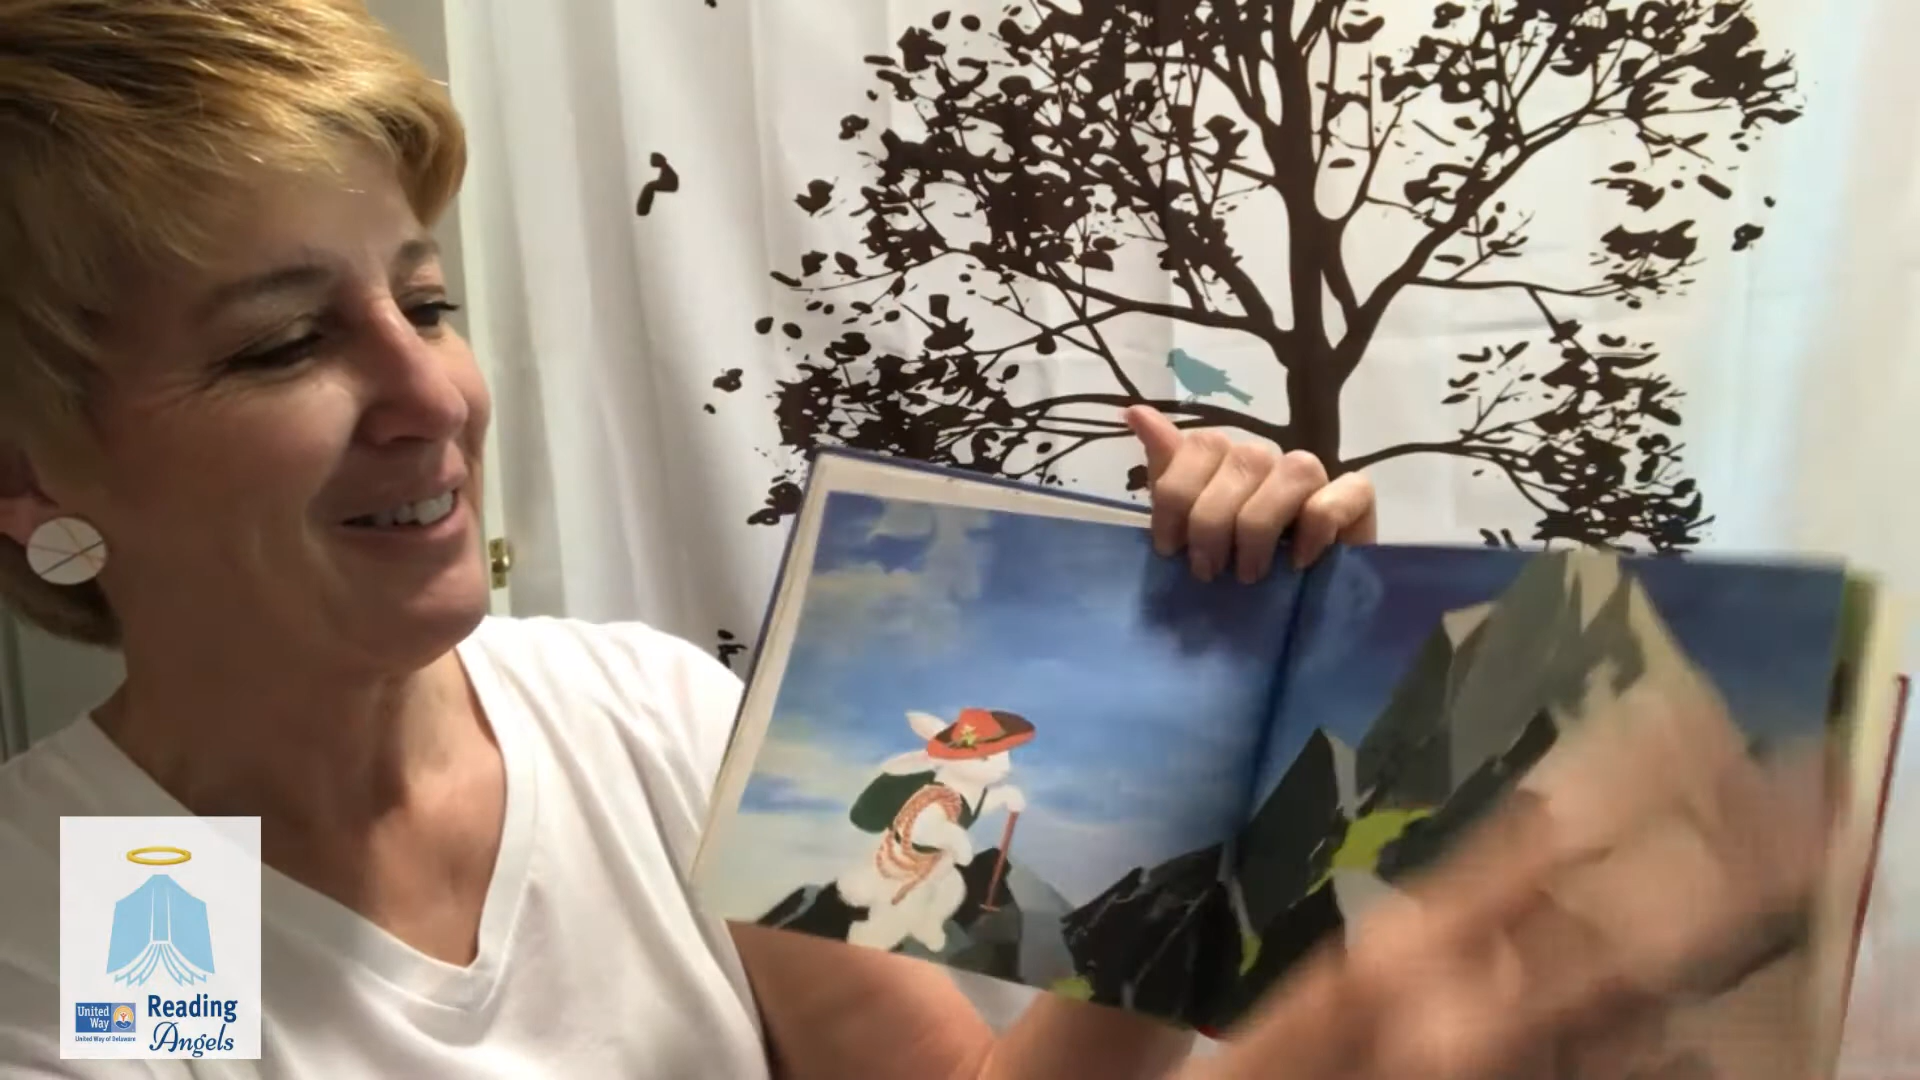 United
Way
United Way of Delaware
Reading
Angels